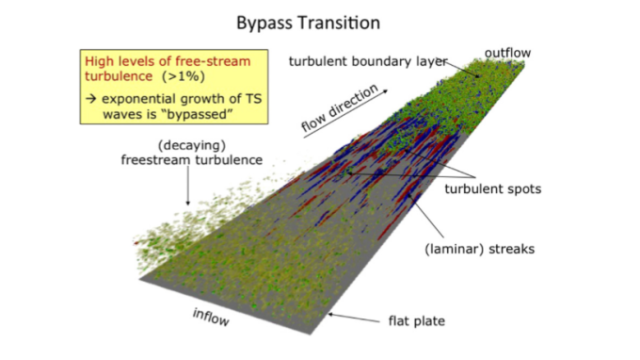 Bypass Transition
High levels of free-stream
turbulence (>1%)
→ exponential growth of TS
waves is “bypassed”
turbulent boundary layer
outflow
flow direction
(decaying)
freestream turbulence
turbulent spots
(laminar) streaks
inflow
flat plate